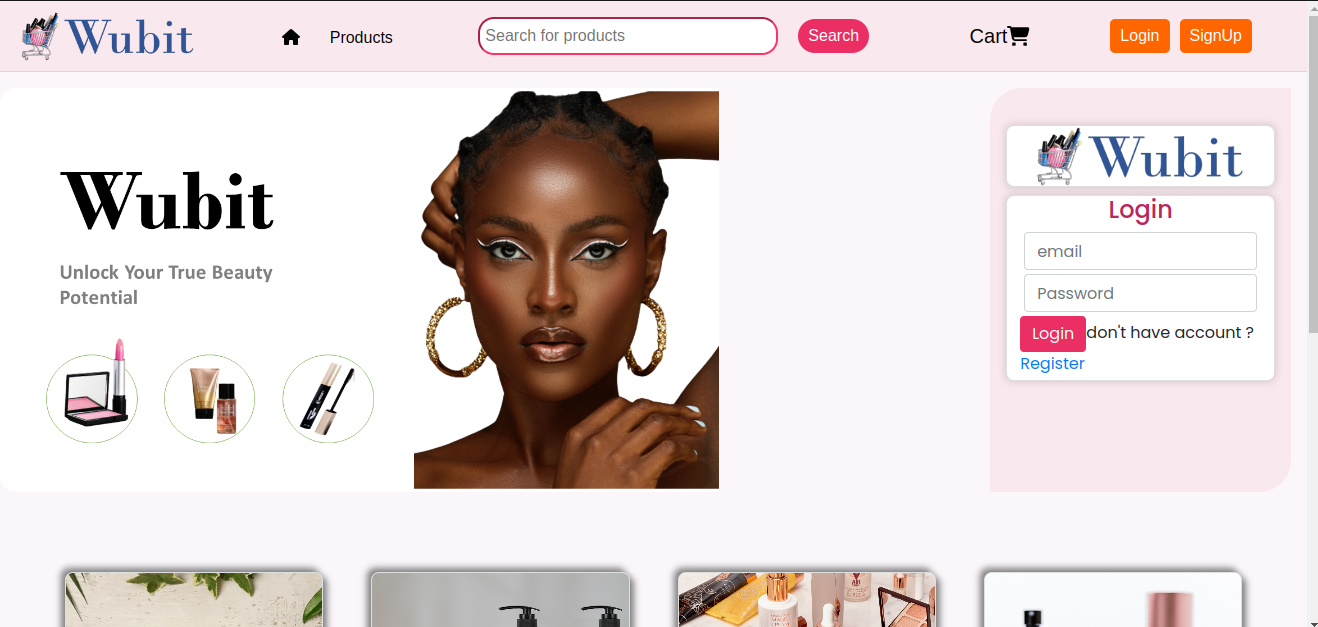 Wubit
Products
Search for products
Search
Cart
Login
SignUp
Wubit
Unlock Your True Beauty
Potential
Wubit
Login
email
Password
Login don't have account ?
Register